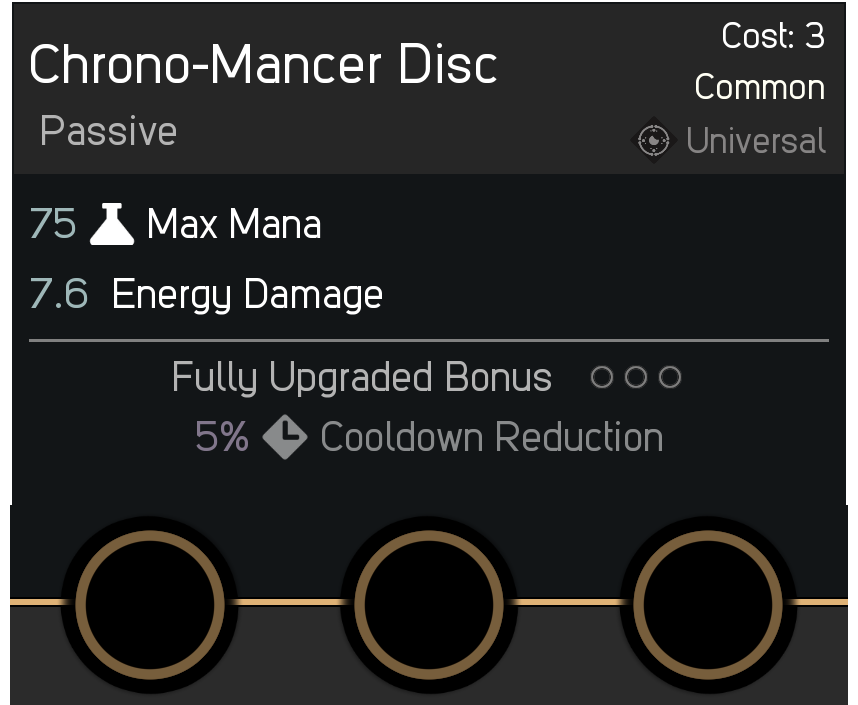 Chrono-Mancer Disc
Cost: 3
Common
Passive
Universal
75 Max Mana
7.6 Energy Damage
Fully Upgraded Bonus
5% Cooldown Reduction